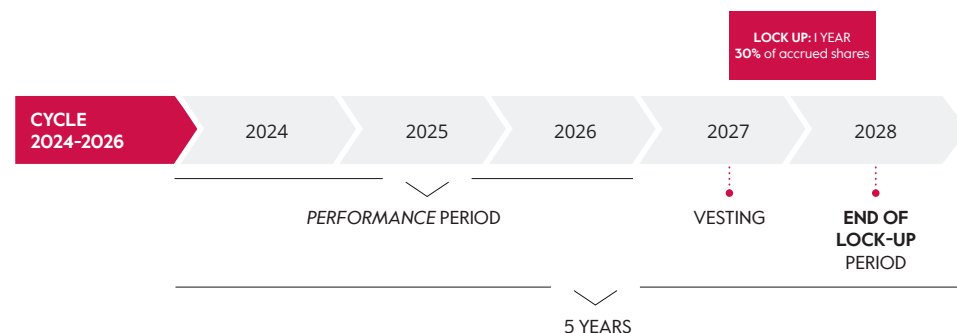 LOCK UP: 1 YEAR
30% of accrued shares
CYCLE
2024-2026
2024
2025
2026
2027
2028
PERFORMANCE PERIOD
VESTING
END OF
LOCK-UP
PERIOD
5 YEARS